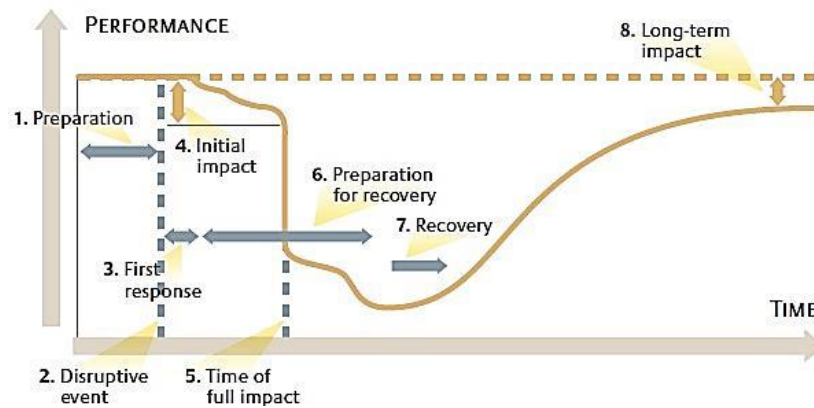 PERFORMANCE
8. Long-term
impact
1. Preparation
4. Initial
impact
6. Preparation
for recovery
7. Recovery
3. First
response
TIME
2. Disruptive
event
5. Time of
full impact